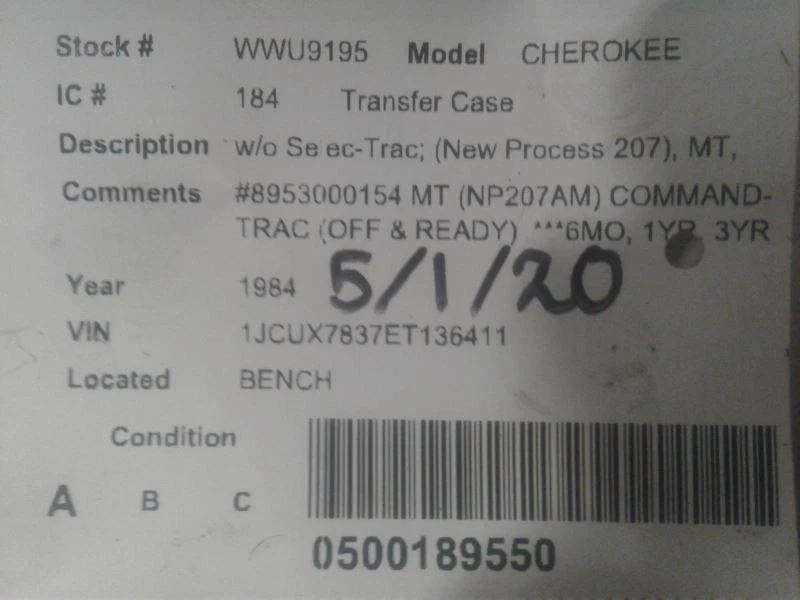 Stock # WWU9195 Model CHEROKEE
IC # 184 Transfer Case
Description w/o Se ec-Trac; (New Process 207), MT,
Comments #8953000154 MT (NP207AM) COMMAND-
TRAC (OFF & READY) ***6MO, 1YR, 3YR
Year 1984 5/1/20
VIN 1JCUX7837ET136411
Located BENCH
Condition
A B C
0500189550